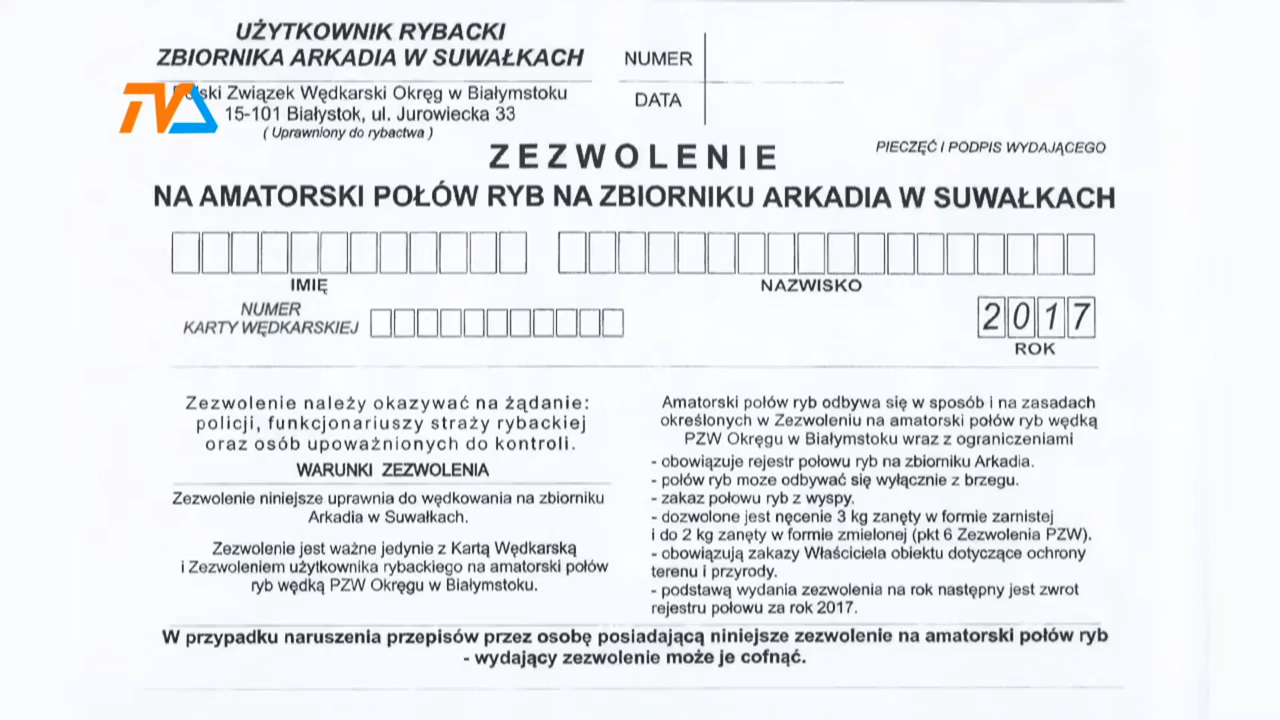 UŻYTKOWNIK RYBACKI
ZBIORNIKA ARKADIA W SUWAŁKACH
NUMER
DATA
TVS
Polski Związek Wędkarski Okręg w Białymstoku
15-101 Białystok, ul. Jurowiecka 33
( Uprawniony do rybactwa )
PIECZĘĆ I PODPIS WYDAJĄCEGO
ZEZWOLENIE
NA AMATORSKI POŁÓW RYB NA ZBIORNIKU ARKADIA W SUWAŁKACH
IMIĘ
NAZWISKO
NUMER
KARTY WĘDKARSKIEJ
2017
ROK
Zezwolenie należy okazywać na żądanie:
policji, funkcjonariuszy straży rybackiej
oraz osób upoważnionych do kontroli.
WARUNKI ZEZWOLENIA
Zezwolenie niniejsze uprawnia do wędkowania na zbiorniku
Arkadia w Suwałkach.
Zezwolenie jest ważne jedynie z Kartą Wędkarską
i Zezwoleniem użytkownika rybackiego na amatorski połów
ryb wędką PZW Okręgu w Białymstoku.
Amatorski połów ryb odbywa się w sposób i na zasadach
określonych w Zezwoleniu na amatorski połów ryb wędką
PZW Okręgu w Białymstoku wraz z ograniczeniami
- obowiązuje rejestr połowu ryb na zbiorniku Arkadia.
- połów ryb moze odbywać się wyłącznie z brzegu.
- zakaz połowu ryb z wyspy.
- dozwolone jest nęcenie 3 kg zanęty w formie zarnistej
i do 2 kg zanęty w formie zmielonej (pkt 6 Zezwolenia PZW).
- obowiązują zakazy Właściciela obiektu dotyczące ochrony
terenu i przyrody.
- podstawą wydania zezwolenia na rok następny jest zwrot
rejestru połowu za rok 2017.
W przypadku naruszenia przepisów przez osobę posiadającą niniejsze zezwolenie na amatorski połów ryb
- wydający zezwolenie może je cofnąć.